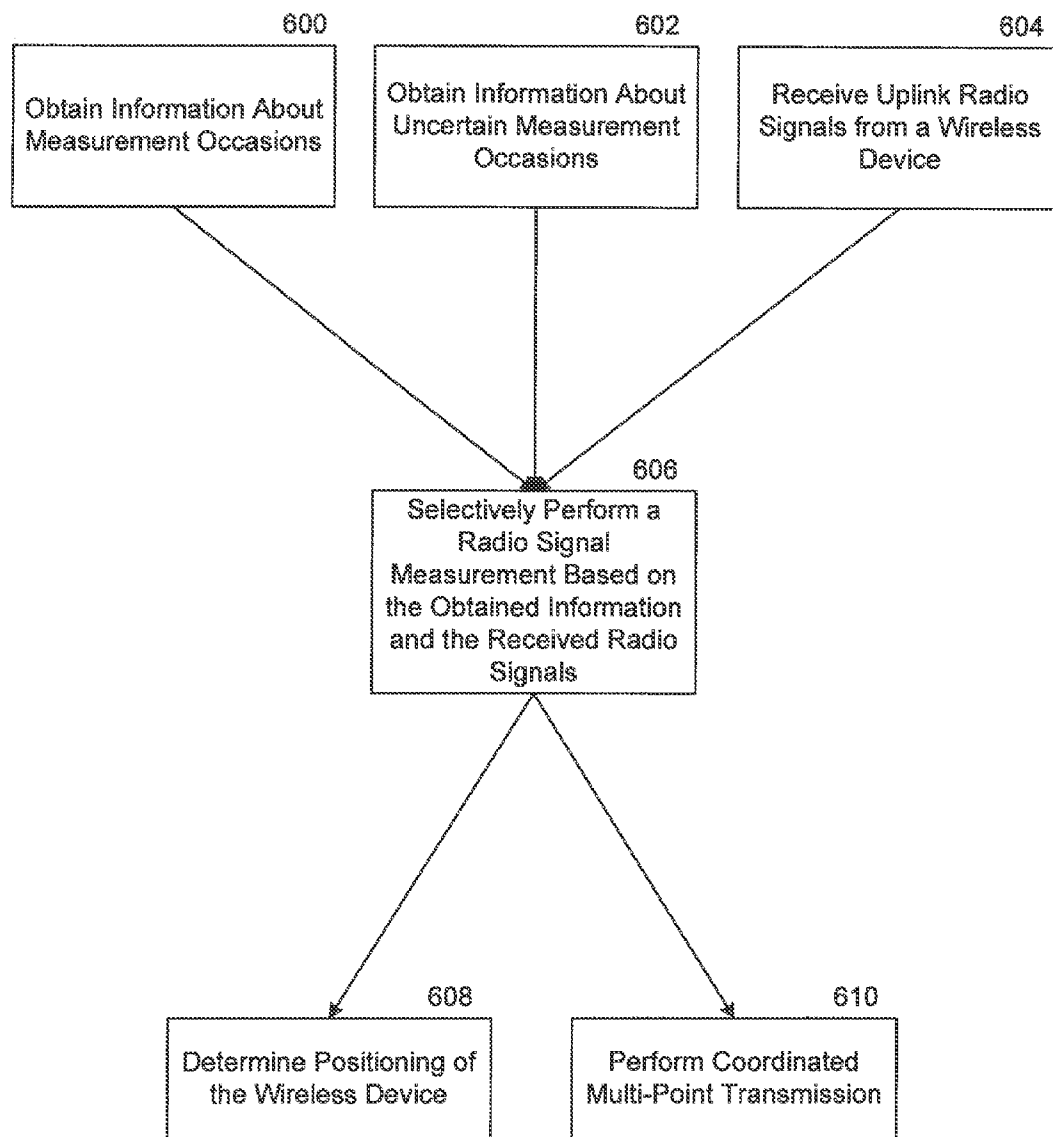 600
Obtain Information About
Measurement Occasions
602
Obtain Information About
Uncertain Measurement
Occasions
604
Receive Uplink Radio
Signals from a Wireless
Device
606
Selectively Perform a
Radio Signal
Measurement Based on
the Obtained Information
and the Received Radio
Signals
608
Determine Positioning of
the Wireless Device
610
Perform Coordinated
Multi-Point Transmission